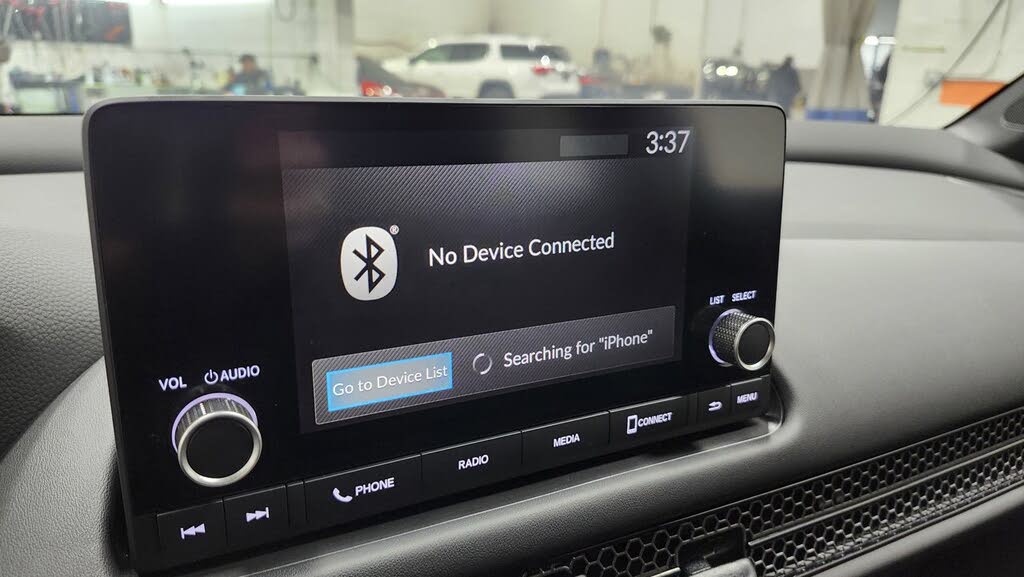 3:37
®
No Device Connected
Go to Device List
Searching for "iPhone"
LIST SELECT
VOL AUDIO
PHONE
RADIO
MEDIA
CONNECT
MENU